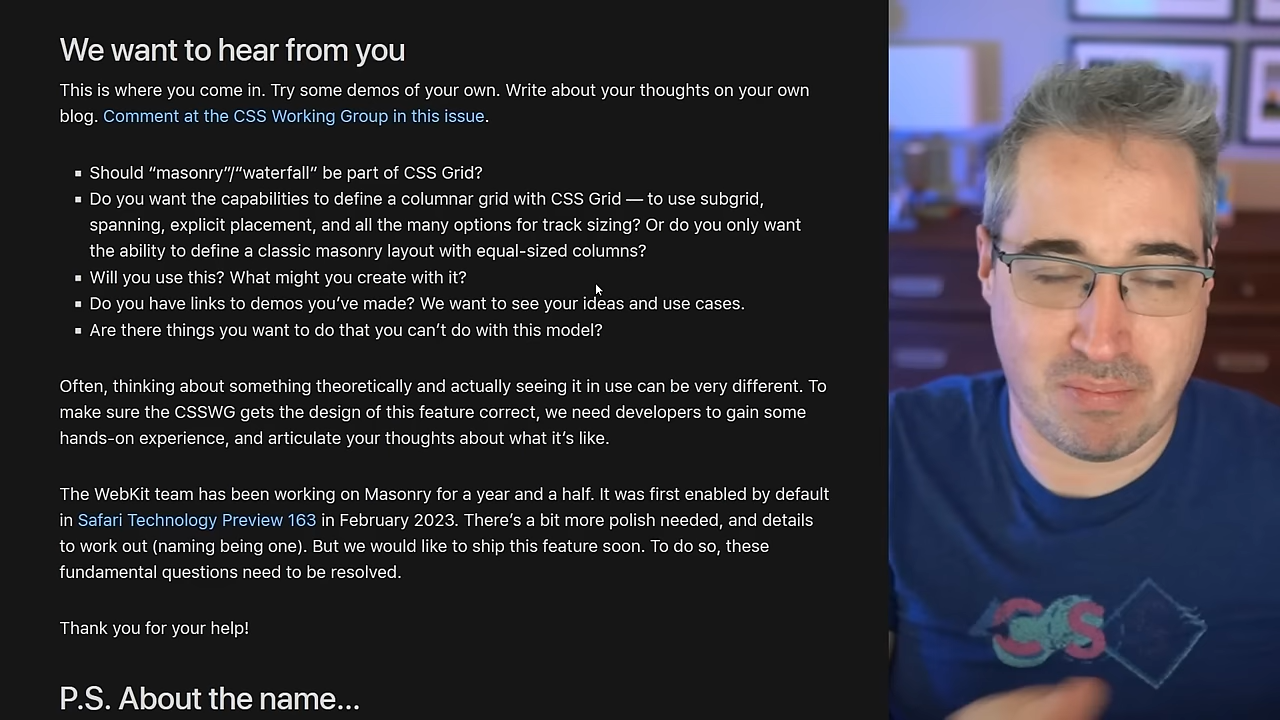 We want to hear from you
This is where you come in. Try some demos of your own. Write about your thoughts on your own
blog. Comment at the CSS Working Group in this issue.
▪ Should “masonry”/“waterfall” be part of CSS Grid?
▪ Do you want the capabilities to define a columnar grid with CSS Grid — to use subgrid,
spanning, explicit placement, and all the many options for track sizing? Or do you only want
the ability to define a classic masonry layout with equal-sized columns?
▪ Will you use this? What might you create with it?
▪ Do you have links to demos you’ve made? We want to see your ideas and use cases.
▪ Are there things you want to do that you can’t do with this model?
Often, thinking about something theoretically and actually seeing it in use can be very different. To
make sure the CSSWG gets the design of this feature correct, we need developers to gain some
hands-on experience, and articulate your thoughts about what it’s like.
The WebKit team has been working on Masonry for a year and a half. It was first enabled by default
in Safari Technology Preview 163 in February 2023. There’s a bit more polish needed, and details
to work out (naming being one). But we would like to ship this feature soon. To do so, these
fundamental questions need to be resolved.
Thank you for your help!
P.S. About the name...